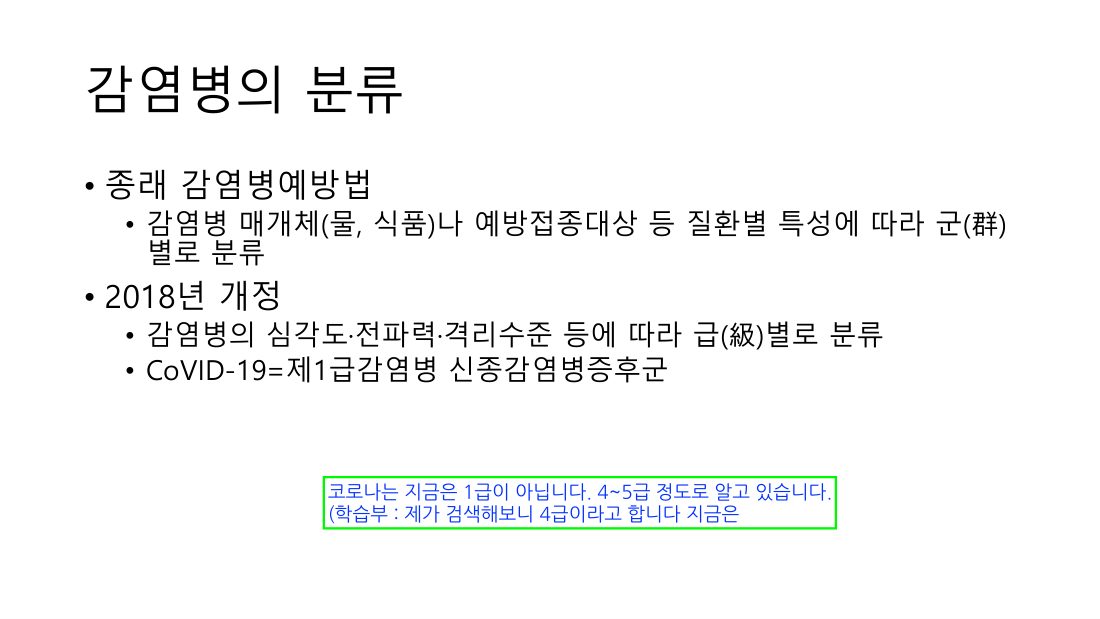 감염병의 분류
• 종래 감염병예방법
• 감염병 매개체(물, 식품)나 예방접종대상 등 질환별 특성에 따라 군(群)
별로 분류
• 2018년 개정
• 감염병의 심각도·전파력·격리수준 등에 따라 급(級)별로 분류
• CoVID-19=제1급감염병 신종감염병증후군
코로나는 지금은 1급이 아닙니다. 4~5급 정도로 알고 있습니다.
(학습부 : 제가 검색해보니 4급이라고 합니다 지금은